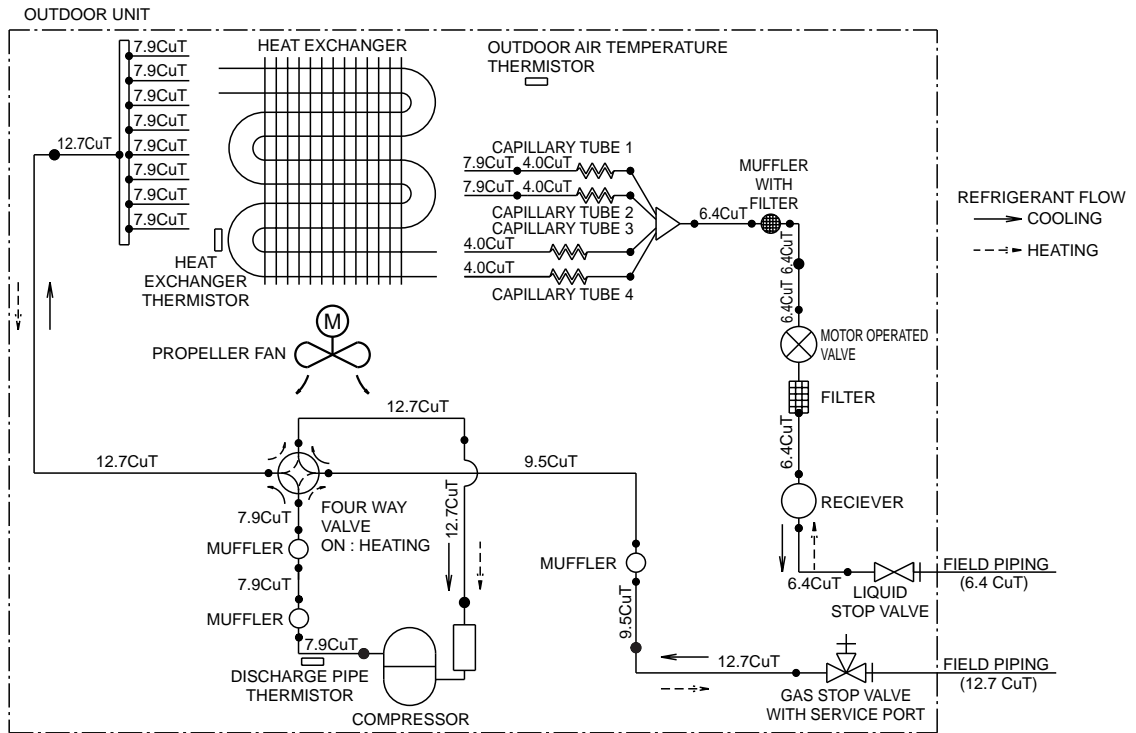 OUTDOOR UNIT
7.9CuT
7.9CuT
7.9CuT
7.9CuT
7.9CuT
7.9CuT
7.9CuT
7.9CuT
12.7CuT
HEAT EXCHANGER
HEAT
EXCHANGER
THERMISTOR
OUTDOOR AIR TEMPERATURE
THERMISTOR
CAPILLARY TUBE 1
7.9CuT 4.0CuT
7.9CuT 4.0CuT
CAPILLARY TUBE 2
CAPILLARY TUBE 3
4.0CuT
4.0CuT
CAPILLARY TUBE 4
6.4CuT
MUFFLER
WITH
FILTER
6.4CuT
6.4CuT
MOTOR OPERATED
VALVE
FILTER
6.4CuT
RECIEVER
6.4CuT
LIQUID
STOP VALVE
FIELD PIPING
(6.4 CuT)
REFRIGERANT FLOW
COOLING
HEATING
M
PROPELLER FAN
12.7CuT
12.7CuT
9.5CuT
12.7CuT
FOUR WAY
VALVE
ON : HEATING
7.9CuT
MUFFLER
7.9CuT
MUFFLER
7.9CuT
DISCHARGE PIPE
THERMISTOR
COMPRESSOR
MUFFLER
9.5CuT
12.7CuT
GAS STOP VALVE
WITH SERVICE PORT
FIELD PIPING
(12.7 CuT)